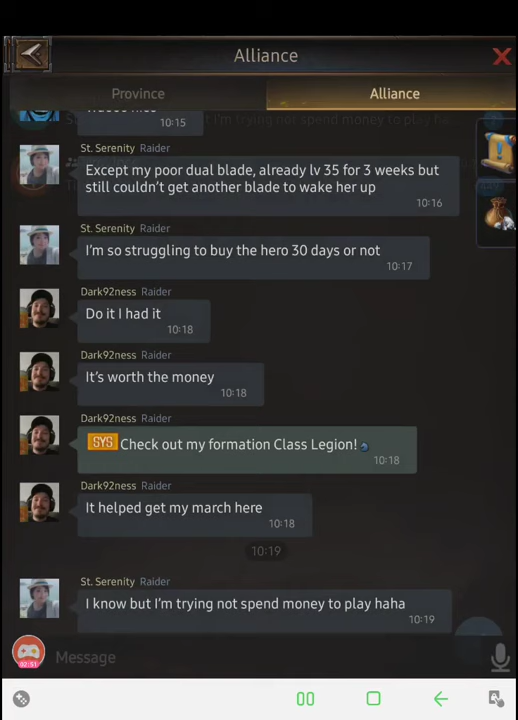 Alliance
Province
Alliance
10:15
St. Serenity Raider
Except my poor dual blade, already lv 35 for 3 weeks but
still couldn't get another blade to wake her up
10:16
St. Serenity Raider
I'm so struggling to buy the hero 30 days or not
10:17
Dark92ness Raider
Do it I had it
10:18
Dark92ness Raider
It's worth the money
10:18
Dark92ness Raider
SYS Check out my formation Class Legion!
10:18
Dark92ness Raider
It helped get my march here
10:18
10:19
St. Serenity Raider
I know but I'm trying not spend money to play haha
10:19
02:51
Message